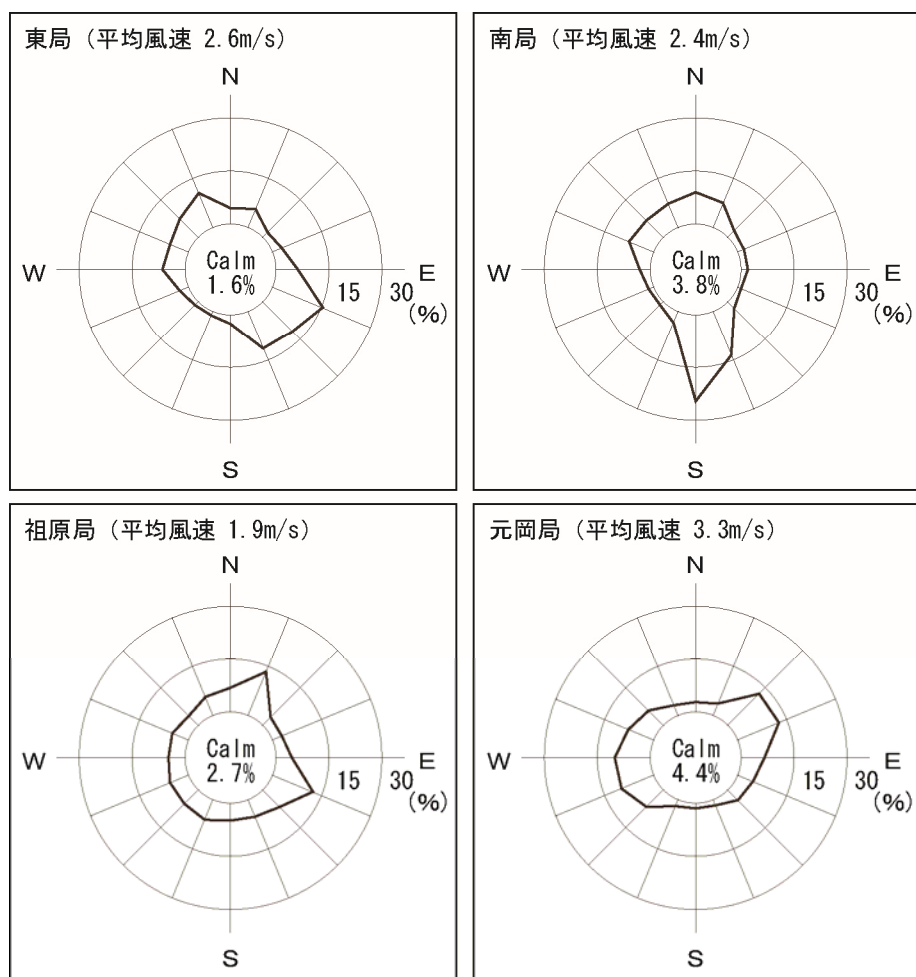 東局 (平均風速 2.6m/s)
N
W
Calm
1.6%
15
30
E
(%)
S
南局 (平均風速 2.4m/s)
N
W
Calm
3.8%
15
30
E
(%)
S
祖原局 (平均風速 1.9m/s)
N
W
Calm
2.7%
15
30
E
(%)
S
元岡局 (平均風速 3.3m/s)
N
W
Calm
4.4%
15
30
E
(%)
S